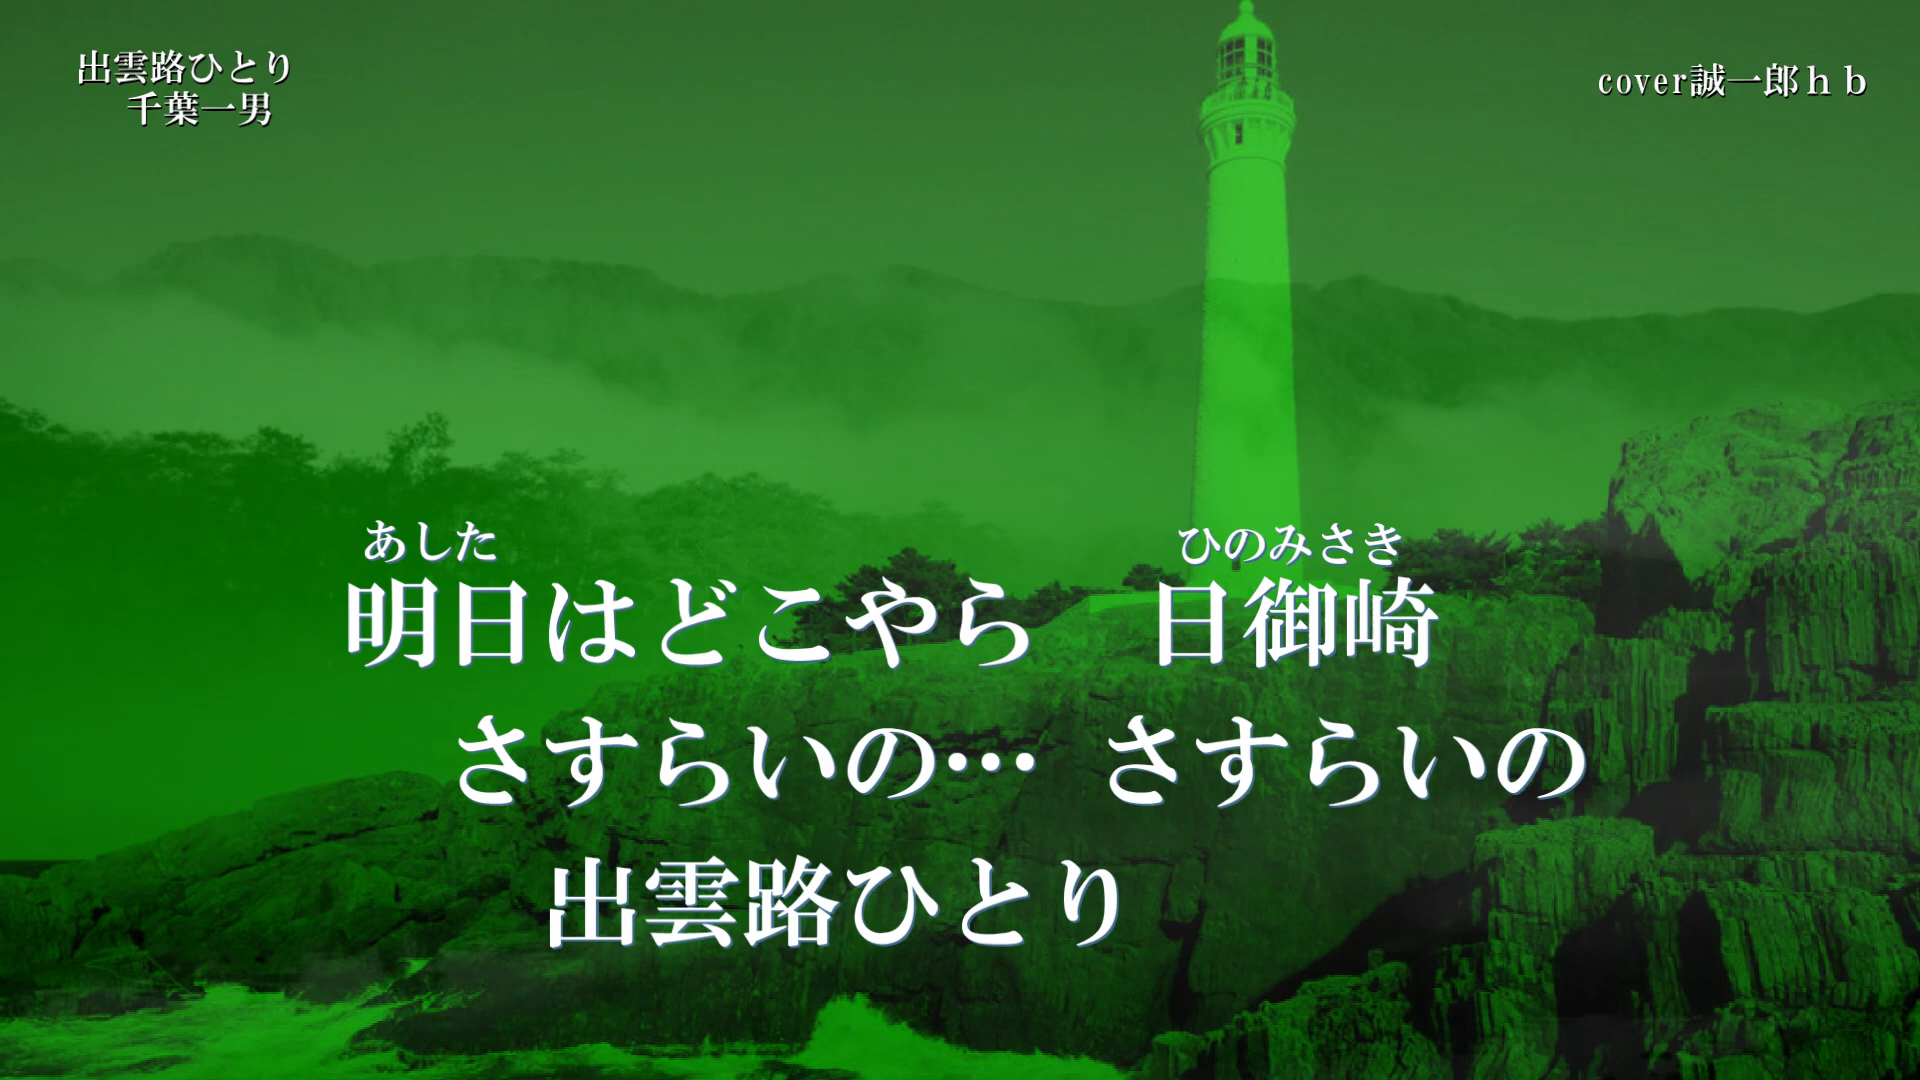 出雲路ひとり
千葉一男
cover誠一郎ｈｂ
あした ひのみさき
明日はどこやら 日御崎
さすらいの… さすらいの
出雲路ひとり